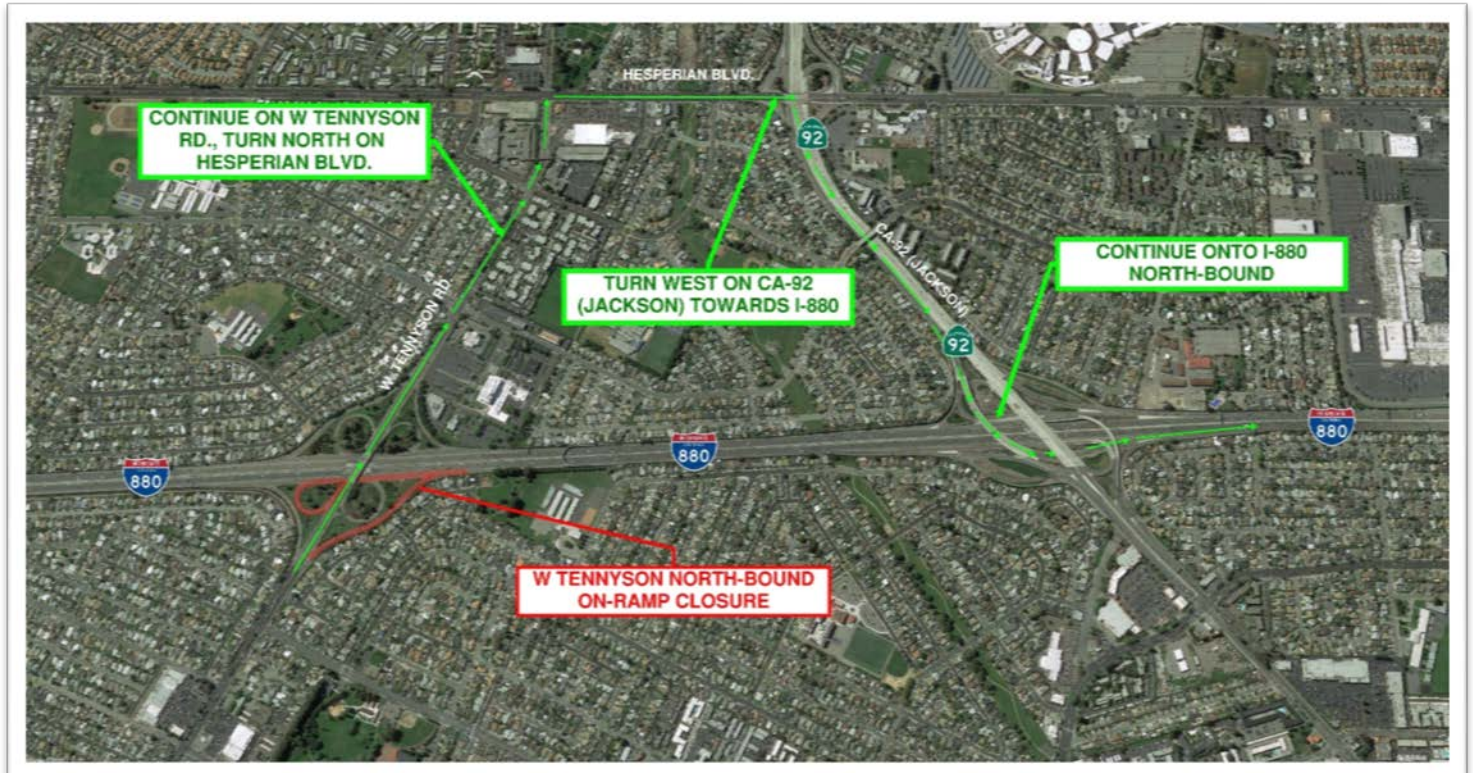 HESPERIAN BLVD.
CONTINUE ON W TENNYSON
RD., TURN NORTH ON
HESPERIAN BLVD.
92
CA-92 (JACKSON)
CONTINUE ONTO I-880
NORTH-BOUND
TURN WEST ON CA-92
(JACKSON) TOWARDS I-880
W TENNYSON RD.
92
880
880
880
W TENNYSON NORTH-BOUND
ON-RAMP CLOSURE